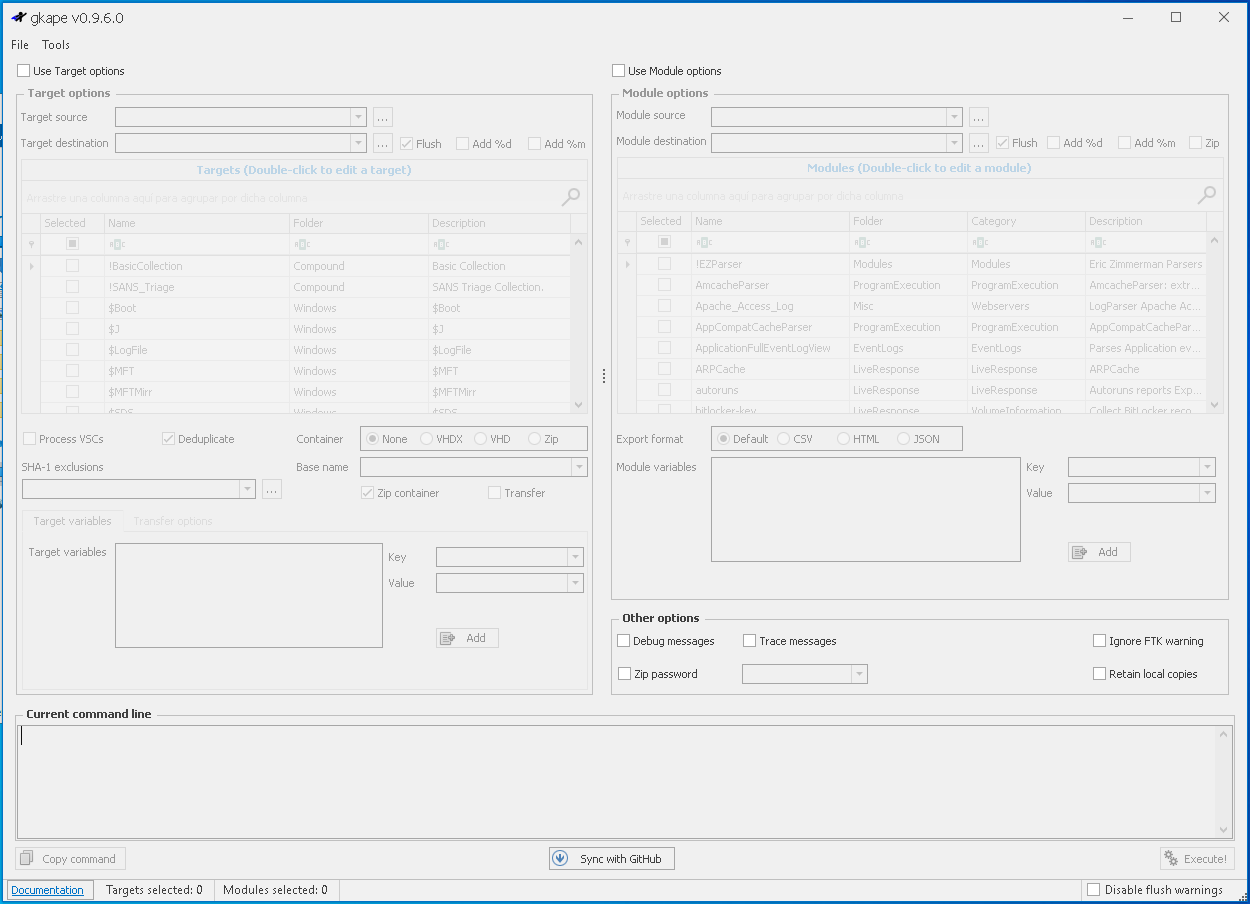 gkape v0.9.6.0
File Tools
Use Target options
Target options
Target source ...
Target destination ... Flush Add %d Add %m
Targets (Double-click to edit a target)
Arrastre una columna aquí para agrupar por dicha columna
Selected Name Folder Description
!BasicCollection Compound Basic Collection
!SANS_Triage Compound SANS Triage Collection.
$Boot Windows $Boot
$J Windows $J
$LogFile Windows $LogFile
$MFT Windows $MFT
$MFTMirr Windows $MFTMirr
$SDS Windows $SDS
Process VSCs Deduplicate Container None VHDX VHD Zip
SHA-1 exclusions Base name
... Zip container Transfer
Target variables Transfer options
Target variables Key
Value
Add
Use Module options
Module options
Module source ...
Module destination ... Flush Add %d Add %m Zip
Modules (Double-click to edit a module)
Arrastre una columna aquí para agrupar por dicha columna
Selected Name Folder Category Description
!EZParser Modules Modules Eric Zimmerman Parsers
AmcacheParser ProgramExecution ProgramExecution AmcacheParser: extr...
Apache_Access_Log Misc Webservers LogParser Apache Ac...
AppCompatCacheParser ProgramExecution ProgramExecution AppCompatCachePar...
ApplicationFullEventLogView EventLogs EventLogs Parses Application ev...
ARPCache LiveResponse LiveResponse ARPCache
autoruns LiveResponse LiveResponse Autoruns reports Exp...
bitlocker-key LiveResponse VolumeInformation Collect BitLocker reco...
Export format Default CSV HTML JSON
Module variables Key
Value
Add
Other options
Debug messages Trace messages Ignore FTK warning
Zip password Retain local copies
Current command line
Copy command Sync with GitHub Execute!
Documentation Targets selected: 0 Modules selected: 0 Disable flush warnings